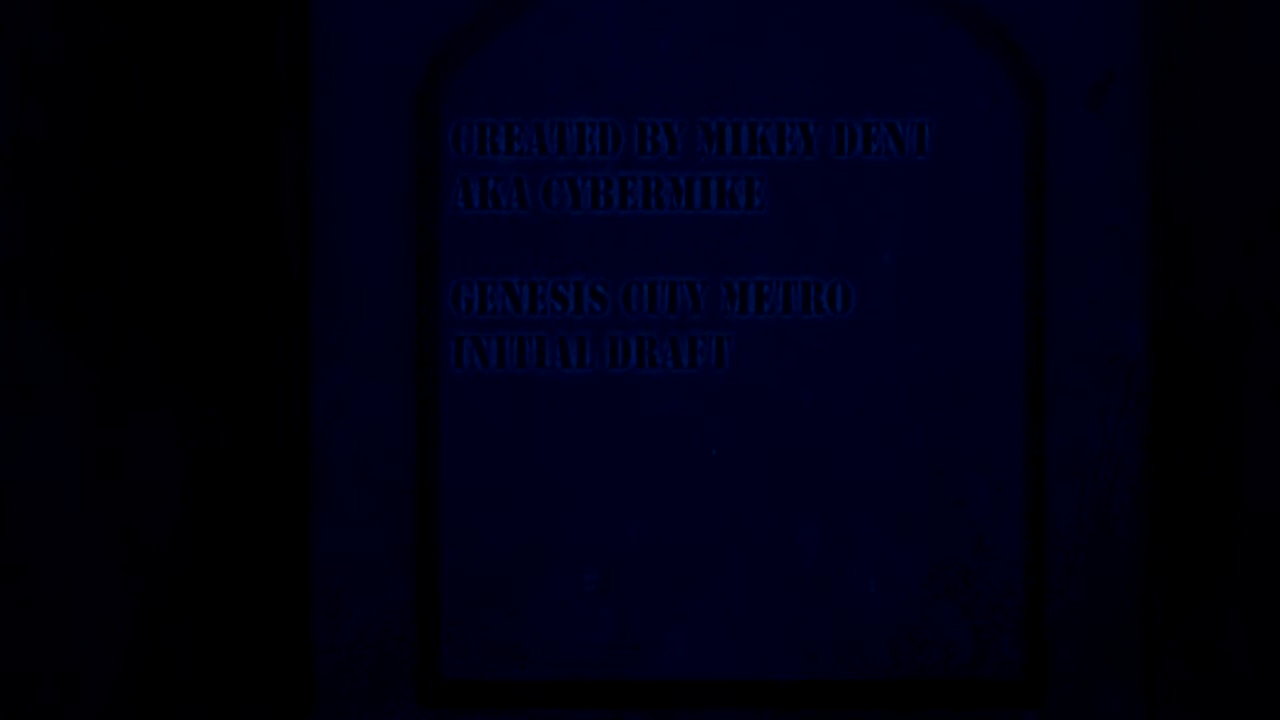 CREATED BY MIKEY DENT
AKA CYBERMIKE
GENESIS CITY METRO
INITIAL DRAFT